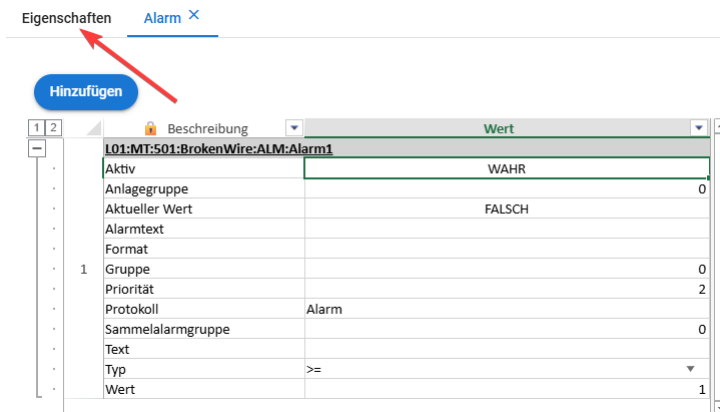 Eigenschaften Alarm
Hinzufügen
1 2 Beschreibung Wert
L01:MT:501:BrokenWire:ALM:Alarm1
Aktiv WAHR
Anlagegruppe 0
Aktueller Wert FALSCH
Alarmtext
Format
1 Gruppe 0
Priorität 2
Protokoll Alarm
Sammelalarmgruppe 0
Text
Typ >=
Wert 1